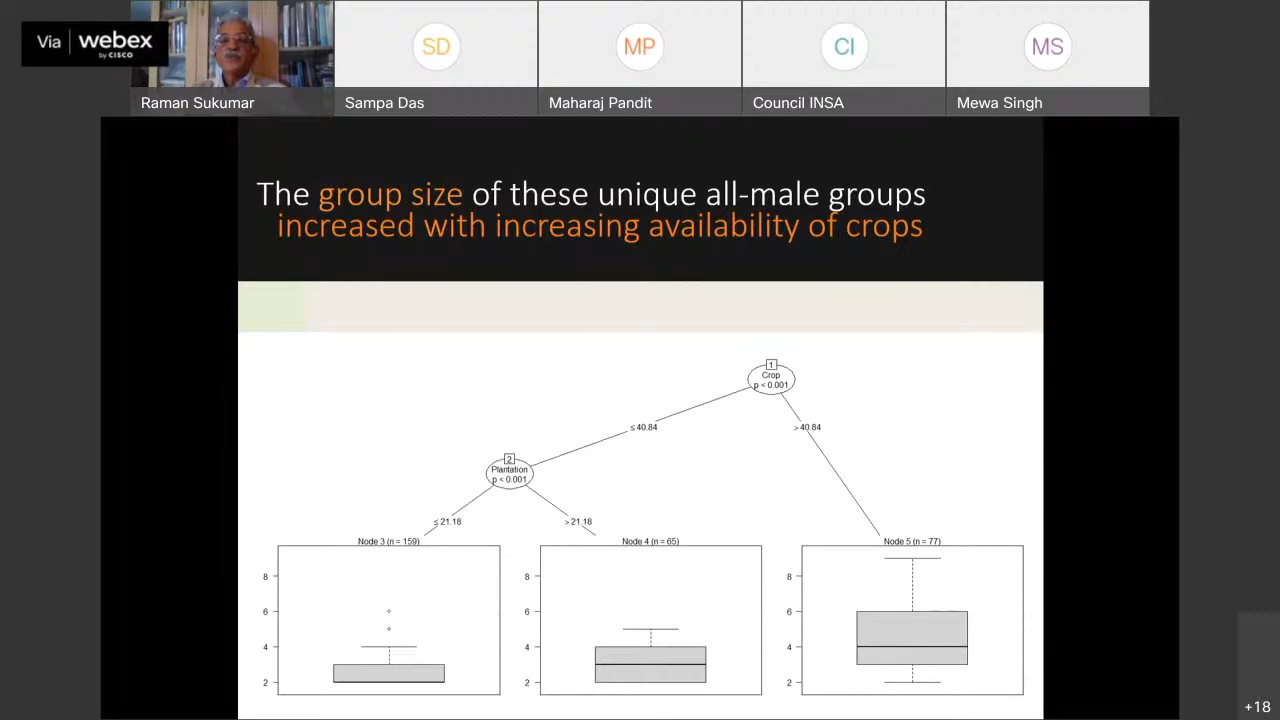 Via webex
by CISCO
SD
MP
CI
MS
Raman Sukumar
Sampa Das
Maharaj Pandit
Council INSA
Mewa Singh
The group size of these unique all-male groups
increased with increasing availability of crops
1
Crop
p < 0.001
≤ 40.84
> 40.84
2
Plantation
p < 0.001
≤ 21.18
> 21.18
Node 3 (n = 159)
8
6
4
2
Node 4 (n = 65)
8
6
4
2
Node 5 (n = 77)
8
6
4
2
+18